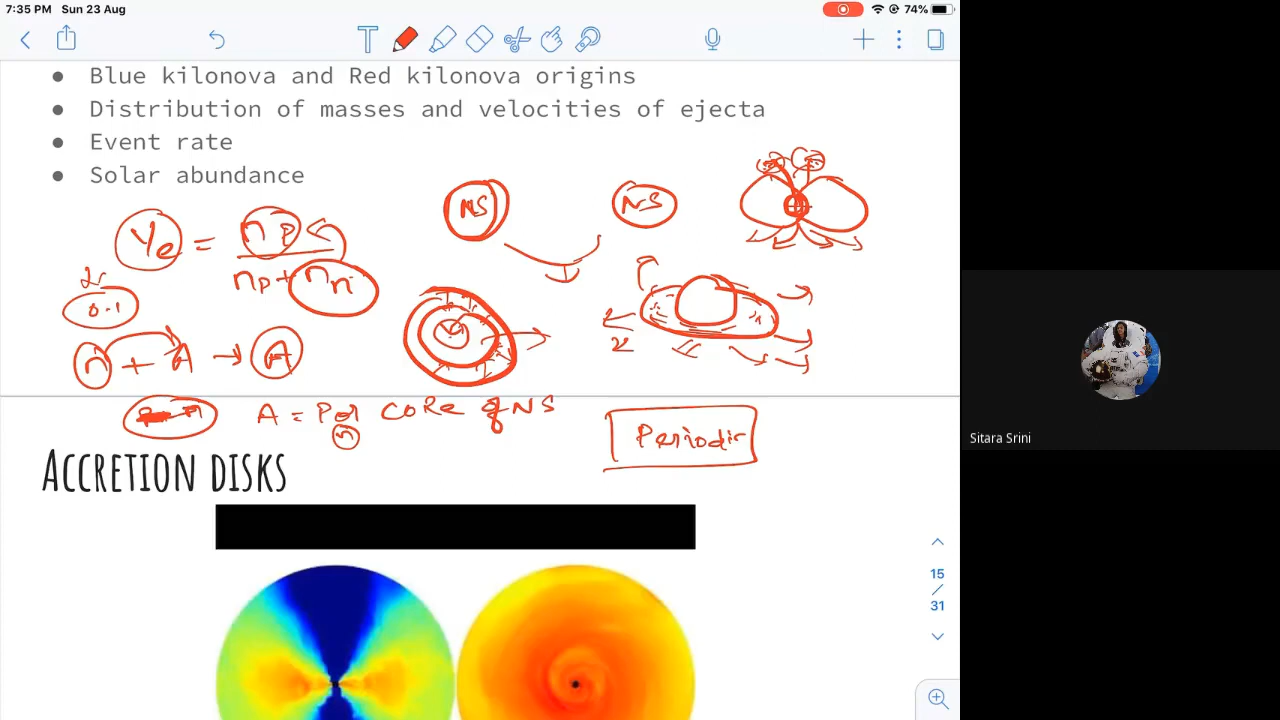 7:35 PM Sun 23 Aug 74%
T
• Blue kilonova and Red kilonova origins
• Distribution of masses and velocities of ejecta
• Event rate
• Solar abundance
NS NS
Ye = np
np + nn
0.1
n + A → A
A = Per core of NS
n
Periodic
ACCRETION DISKS
15
/
31
Sitara Srini